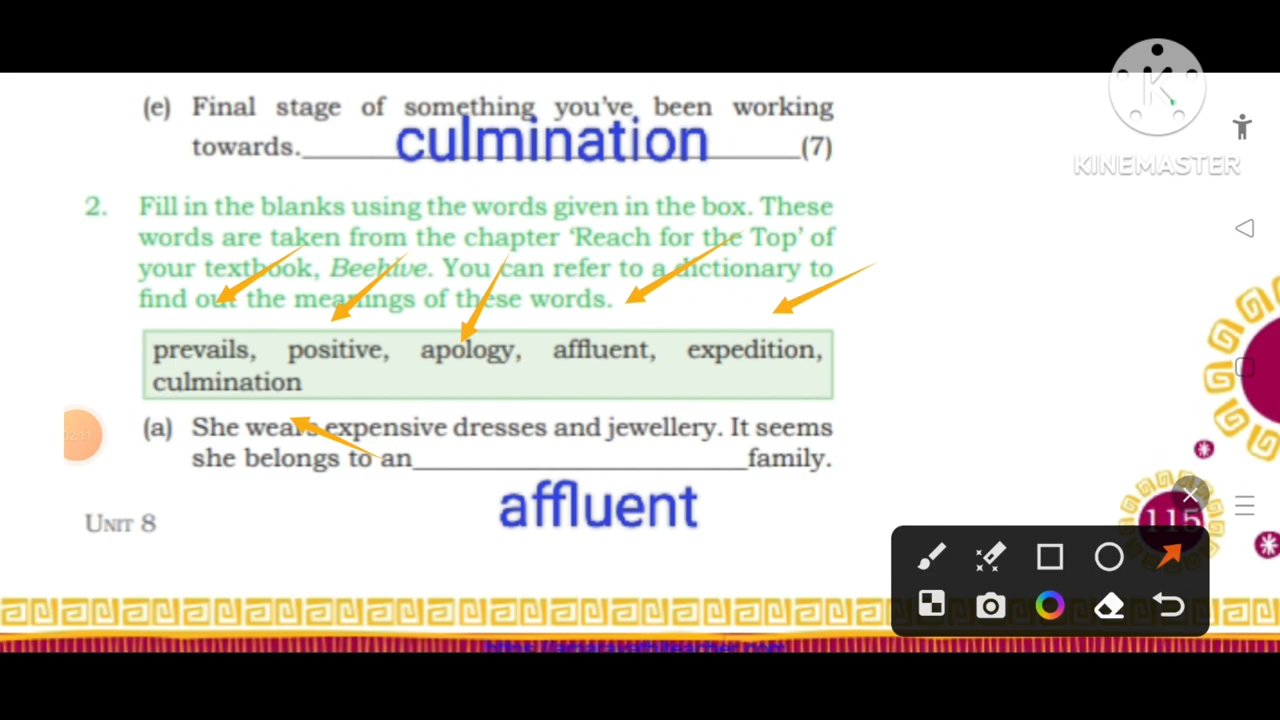 KINEMASTER
(e) Final stage of something you've been working
towards. culmination (7)
2. Fill in the blanks using the words given in the box. These
words are taken from the chapter 'Reach for the Top' of
your textbook, Beehive. You can refer to a dictionary to
find out the meanings of these words.
prevails, positive, apology, affluent, expedition,
culmination
02:11
(a) She wears expensive dresses and jewellery. It seems
she belongs to an family.
affluent
UNIT 8
115